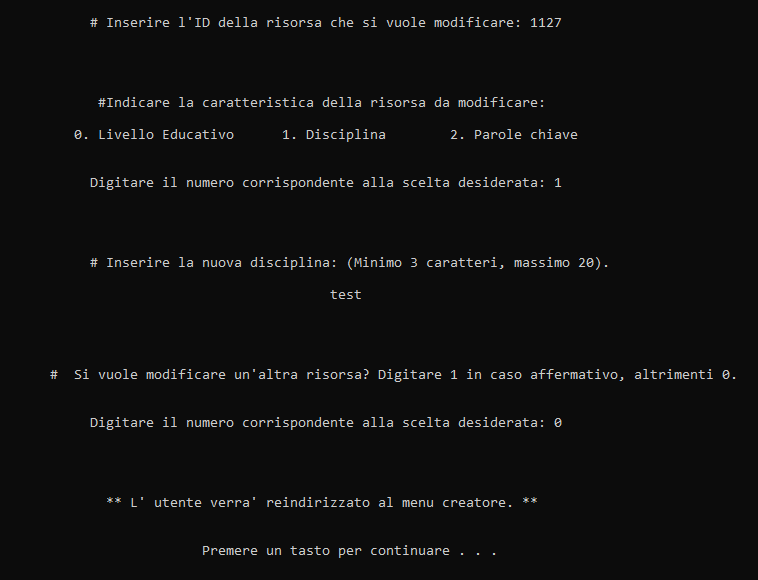 # Inserire l'ID della risorsa che si vuole modificare: 1127
#Indicare la caratteristica della risorsa da modificare:
0. Livello Educativo 1. Disciplina 2. Parole chiave
Digitare il numero corrispondente alla scelta desiderata: 1
# Inserire la nuova disciplina: (Minimo 3 caratteri, massimo 20).
test
# Si vuole modificare un'altra risorsa? Digitare 1 in caso affermativo, altrimenti 0.
Digitare il numero corrispondente alla scelta desiderata: 0
** L' utente verra' reindirizzato al menu creatore. **
Premere un tasto per continuare . . .